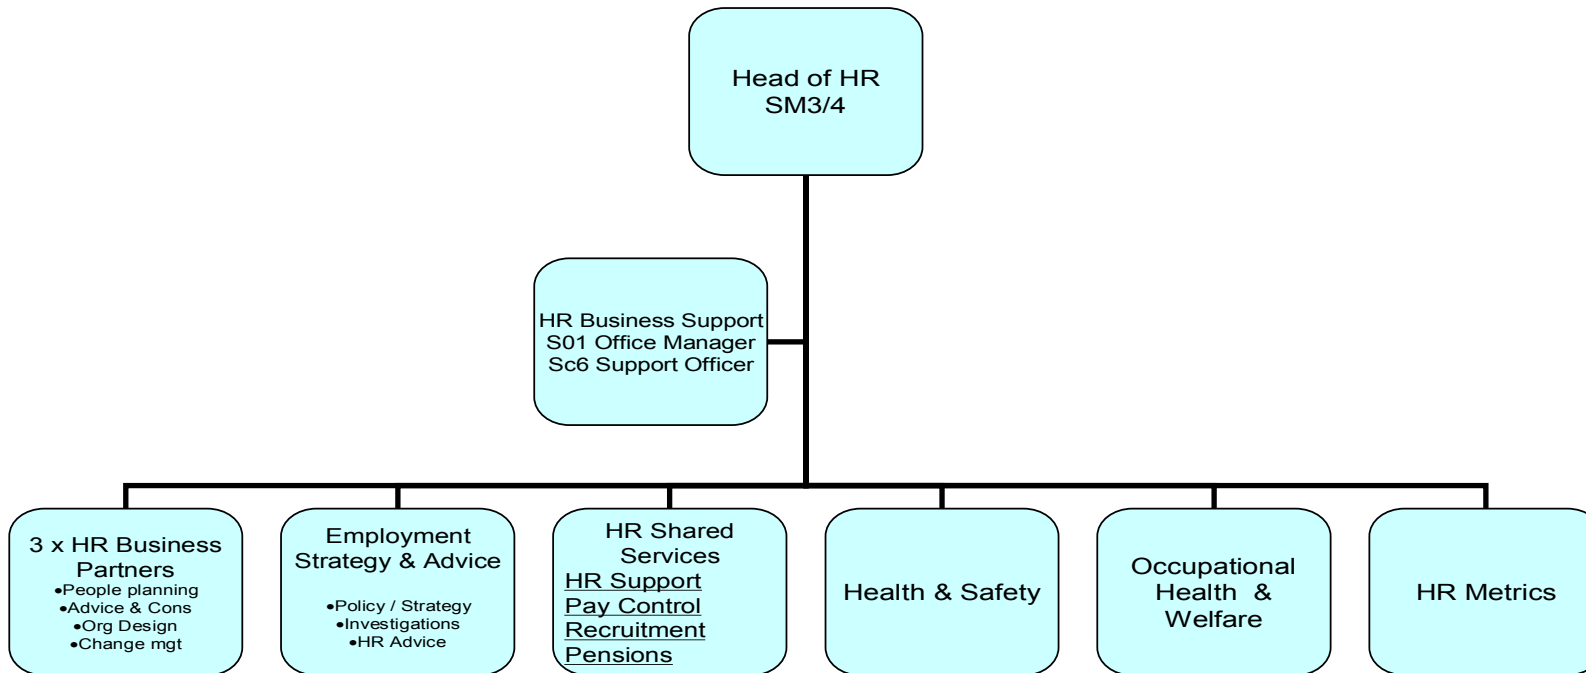 Head of HR
SM3/4
HR Business Support
S01 Office Manager
Sc6 Support Officer
3 x HR Business
Partners
•People planning
•Advice & Cons
•Org Design
•Change mgt
Employment
Strategy & Advice
•Policy / Strategy
•Investigations
•HR Advice
HR Shared
Services
HR Support
Pay Control
Recruitment
Pensions
Health & Safety
Occupational
Health & 
Welfare
HR Metrics